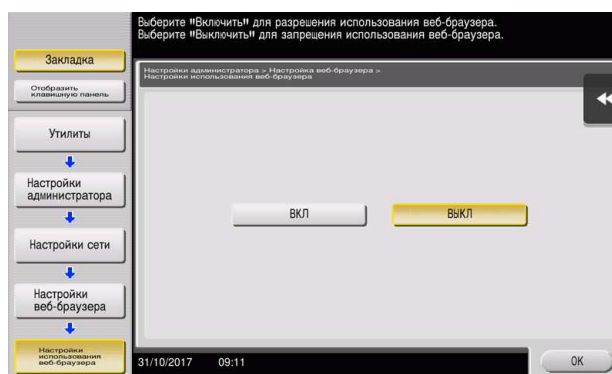 Выберите "Включить" для разрешения использования веб-браузера.
Выберите "Выключить" для запрещения использования веб-браузера.
Закладка
Отобразить
клавишную панель
Утилиты
Настройки
администратора
Настройки сети
Настройки
веб-браузера
Настройки
использования
веб-браузера
Настройки администратора > Настройка веб-браузера >
Настройки использования веб-браузера
ВКЛ
ВЫКЛ
31/10/2017 09:11
OK